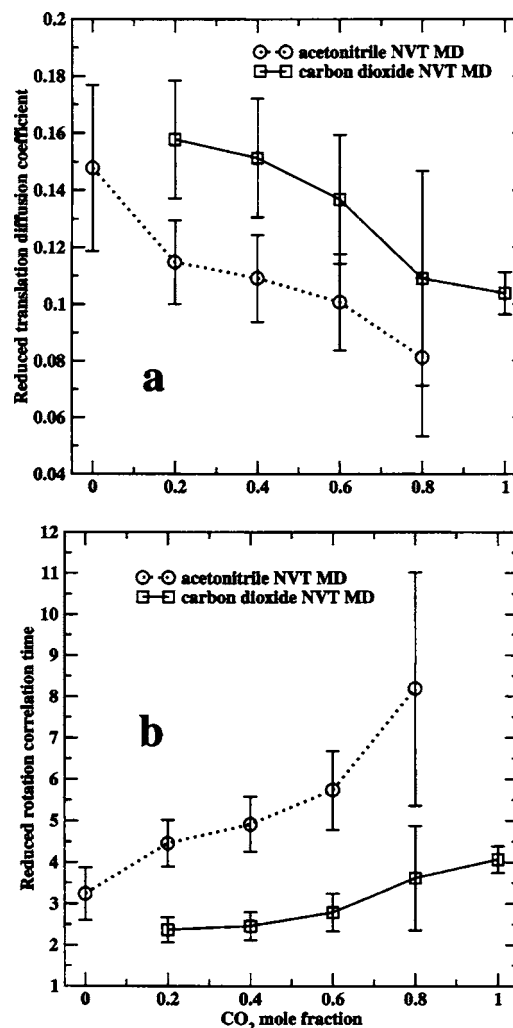 0.2
acetonitrile NVT MD
carbon dioxide NVT MD
0.18
0.16
0.14
0.12
0.1
0.08
0.06
0.04
Reduced translation diffusion coefficient
a
0 0.2 0.4 0.6 0.8 1
12
acetonitrile NVT MD
carbon dioxide NVT MD
11
10
9
8
7
6
5
4
3
2
1
Reduced rotation correlation time
b
0 0.2 0.4 0.6 0.8 1
CO2 mole fraction